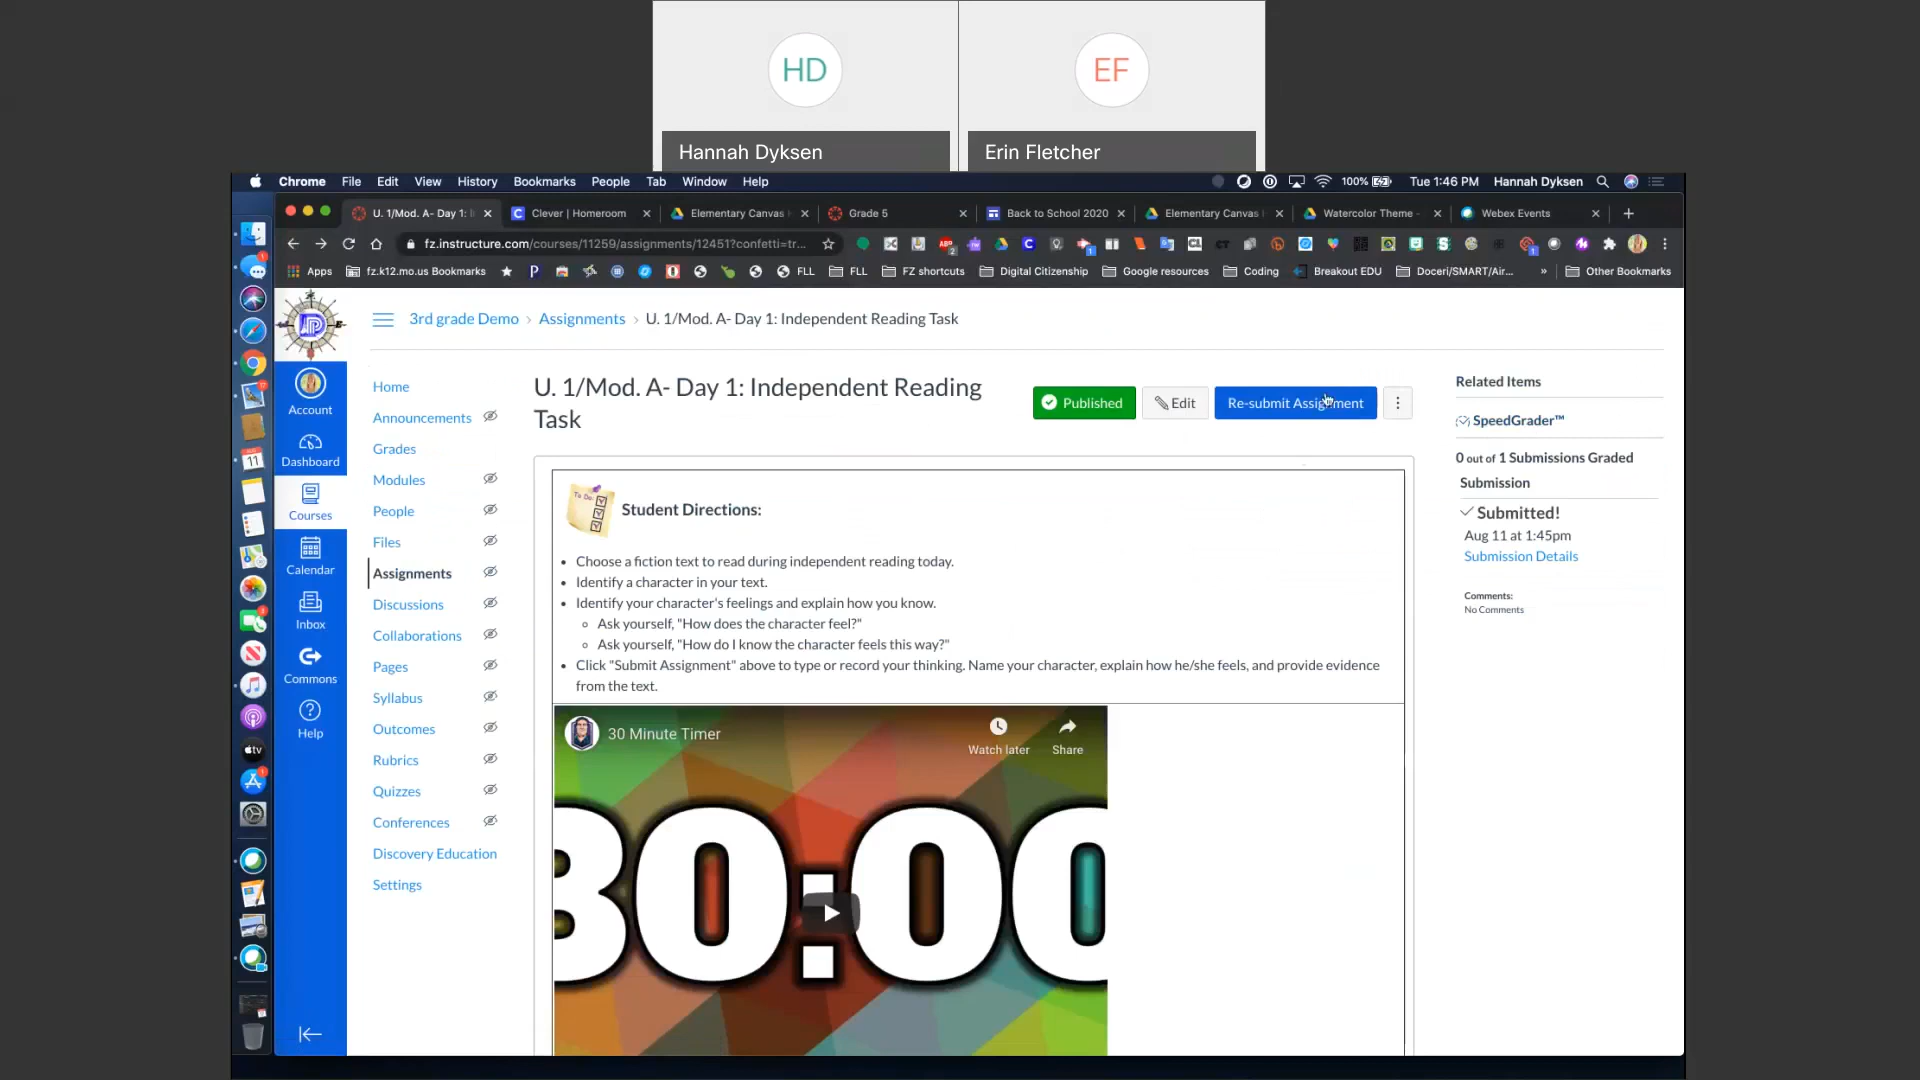 HD
EF
Hannah Dyksen
Erin Fletcher
Chrome File Edit View History Bookmarks People Tab Window Help
100% Tue 1:46 PM Hannah Dyksen
U. 1/Mod. A- Day 1:
Clever | Homeroom
Elementary Canvas
Grade 5
Back to School 2020
Elementary Canvas
Watercolor Theme -
Webex Events
fz.instructure.com/courses/11259/assignments/12451?confetti=tr...
Apps fz.k12.mo.us Bookmarks FLL FLL FZ shortcuts Digital Citizenship Google resources Coding Breakout EDU Doceri/SMART/Air... » Other Bookmarks
3rd grade Demo › Assignments › U. 1/Mod. A- Day 1: Independent Reading Task
Account
Dashboard
Courses
Calendar
Inbox
Commons
Help
Home
Announcements
Grades
Modules
People
Files
Assignments
Discussions
Collaborations
Pages
Syllabus
Outcomes
Rubrics
Quizzes
Conferences
Discovery Education
Settings
U. 1/Mod. A- Day 1: Independent Reading
Task
Published
Edit
Re-submit Assignment
To Do:
Student Directions:
Choose a fiction text to read during independent reading today.
Identify a character in your text.
Identify your character's feelings and explain how you know.
Ask yourself, "How does the character feel?"
Ask yourself, "How do I know the character feels this way?"
Click "Submit Assignment" above to type or record your thinking. Name your character, explain how he/she feels, and provide evidence
from the text.
30 Minute Timer
Watch later
Share
30:00
Related Items
SpeedGrader™
0 out of 1 Submissions Graded
Submission
Submitted!
Aug 11 at 1:45pm
Submission Details
Comments:
No Comments
tv
11